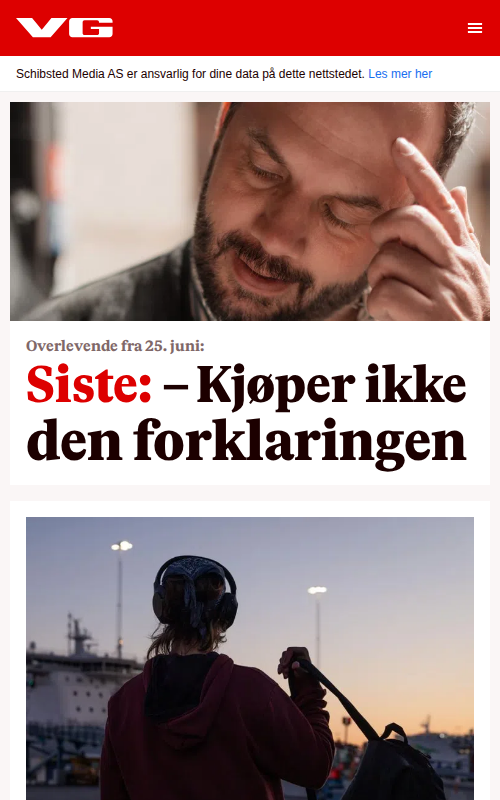 VG
Schibsted Media AS er ansvarlig for dine data på dette nettstedet. Les mer her
Overlevende fra 25. juni:
Siste: – Kjøper ikke
den forklaringen